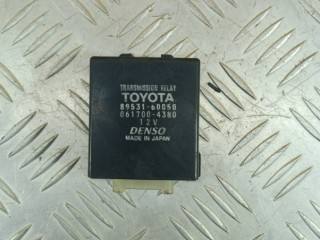 TRANSMISSION RELAY
TOYOTA
89531-60050
061700-4380
12V
DENSO
MADE IN JAPAN